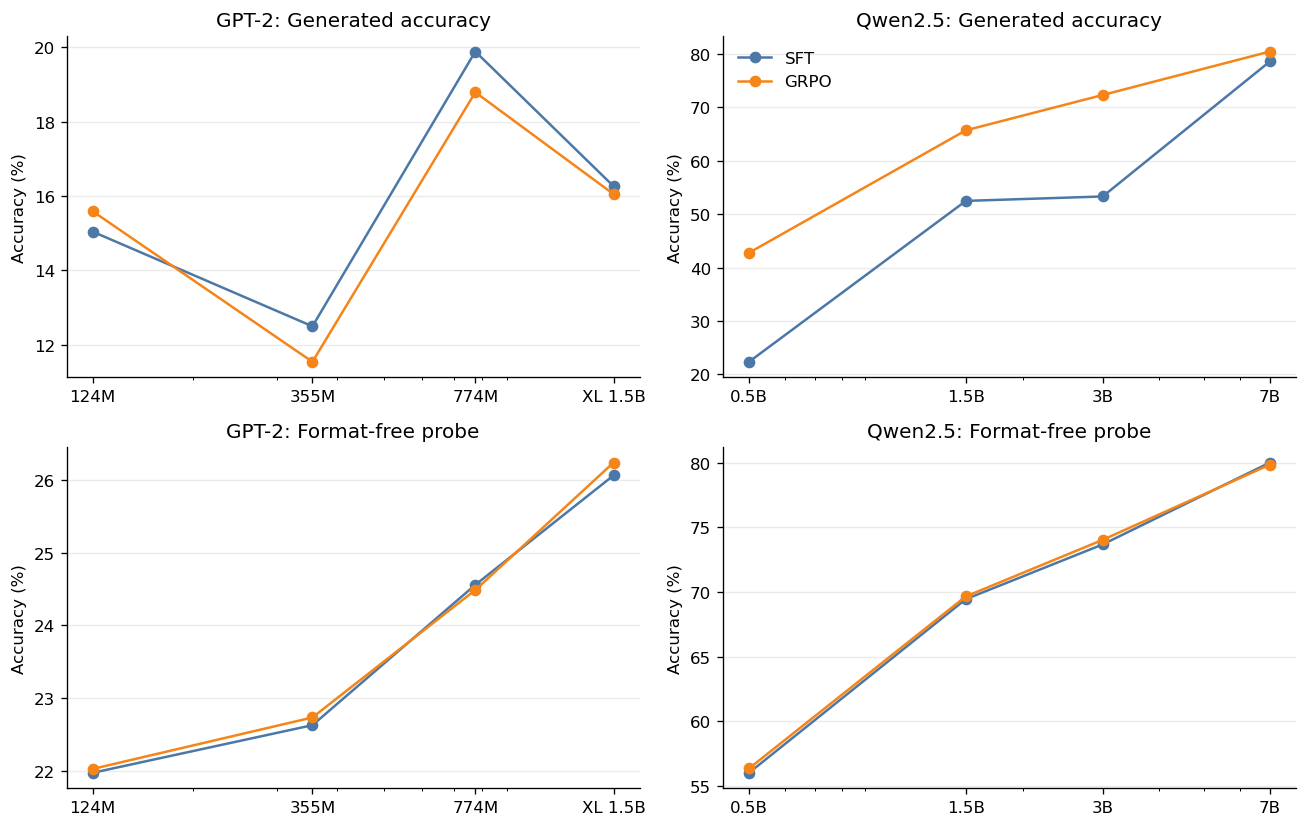 GPT-2: Generated accuracy
Accuracy (%)
20
18
16
14
12
124M
355M
774M
XL 1.5B
Qwen2.5: Generated accuracy
SFT
GRPO
Accuracy (%)
80
70
60
50
40
30
20
0.5B
1.5B
3B
7B
GPT-2: Format-free probe
Accuracy (%)
26
25
24
23
22
124M
355M
774M
XL 1.5B
Qwen2.5: Format-free probe
Accuracy (%)
80
75
70
65
60
55
0.5B
1.5B
3B
7B